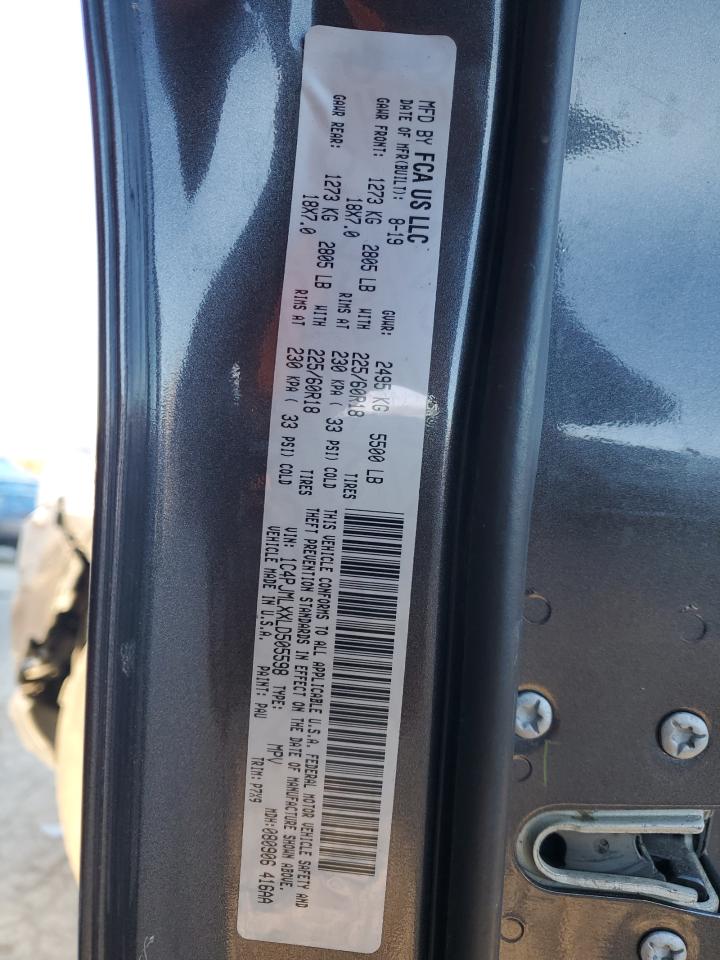 MFD BY FCA US LLC
DATE OF MFR(BUILT): 8-19 GVWR: 2495 KG 5500 LB
GAWR FRONT: 1273 KG 2805 LB WITH 225/60R18 TIRES
18X7.0 RIMS AT 230 KPA ( 33 PSI) COLD
GAWR REAR: 1273 KG 2805 LB WITH 225/60R18 TIRES
18X7.0 RIMS AT 230 KPA ( 33 PSI) COLD
THIS VEHICLE CONFORMS TO ALL APPLICABLE U.S.A. FEDERAL MOTOR VEHICLE SAFETY AND
THEFT PREVENTION STANDARDS IN EFFECT ON THE DATE OF MANUFACTURE SHOWN ABOVE.
VIN: 1C4PJMLXXLD505598 TYPE: MPV MDH:080906 416AA
VEHICLE MADE IN U.S.A. PAINT: PAU TRIM: P7X9